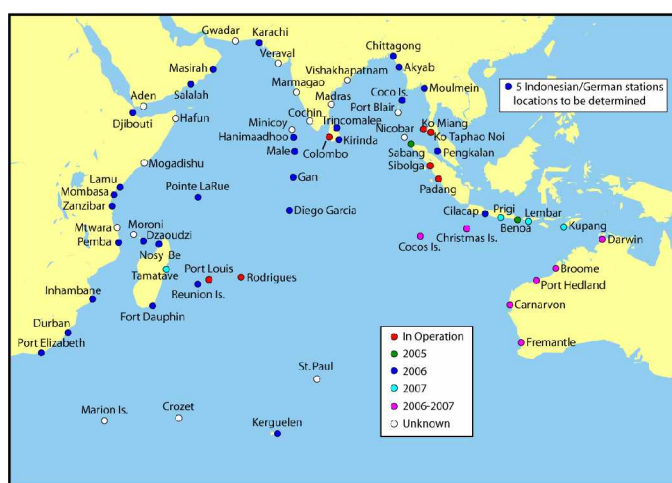 Gwadar
Karachi
Chittagong
Masirah
Veraval
Vishakhapatnam
Akyab
5 Indonesian/German stations
locations to be determined
Salalah
Marmagao
Coco Is.
Moulmein
Aden
Madras
Port Blair
Djibouti
Hafun
Cochin
Trincomalee
Ko Miang
Minicoy
Nicobar
Ko Taphao Noi
Hanimaadhoo
Kirinda
Sabang
Pengkalan
Mogadishu
Male
Colombo
Sibolga
Lamu
Gan
Padang
Mombasa
Pointe LaRue
Zanzibar
Diego Garcia
Cilacap
Prigi
Lembar
Mtwara
Moroni
Benoa
Kupang
Pemba
Dzaoudzi
Cocos Is.
Christmas Is.
Darwin
Nosy Be
Tamatave
Port Louis
Rodrigues
Broome
Reunion Is.
Port Hedland
Inhambane
Fort Dauphin
Carnarvon
Durban
In Operation
Port Elizabeth
2005
Fremantle
2006
St.Paul
2007
2006-2007
Marion Is.
Crozet
Unknown
Kerguelen